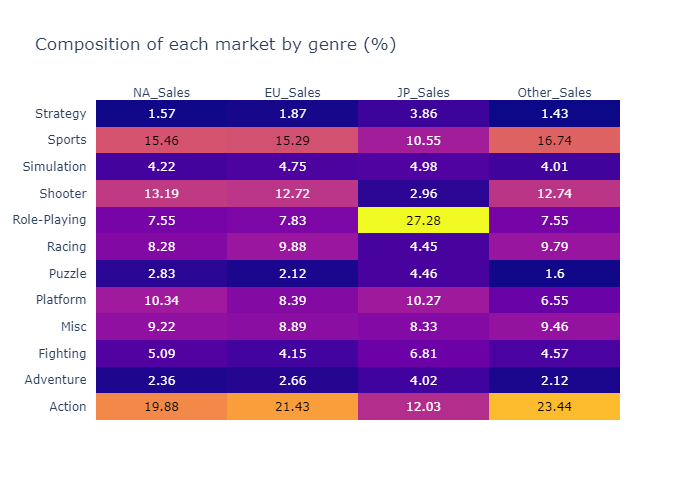 Composition of each market by genre (%)
NA_Sales EU_Sales JP_Sales Other_Sales
Strategy 1.57 1.87 3.86 1.43
Sports 15.46 15.29 10.55 16.74
Simulation 4.22 4.75 4.98 4.01
Shooter 13.19 12.72 2.96 12.74
Role-Playing 7.55 7.83 27.28 7.55
Racing 8.28 9.88 4.45 9.79
Puzzle 2.83 2.12 4.46 1.6
Platform 10.34 8.39 10.27 6.55
Misc 9.22 8.89 8.33 9.46
Fighting 5.09 4.15 6.81 4.57
Adventure 2.36 2.66 4.02 2.12
Action 19.88 21.43 12.03 23.44